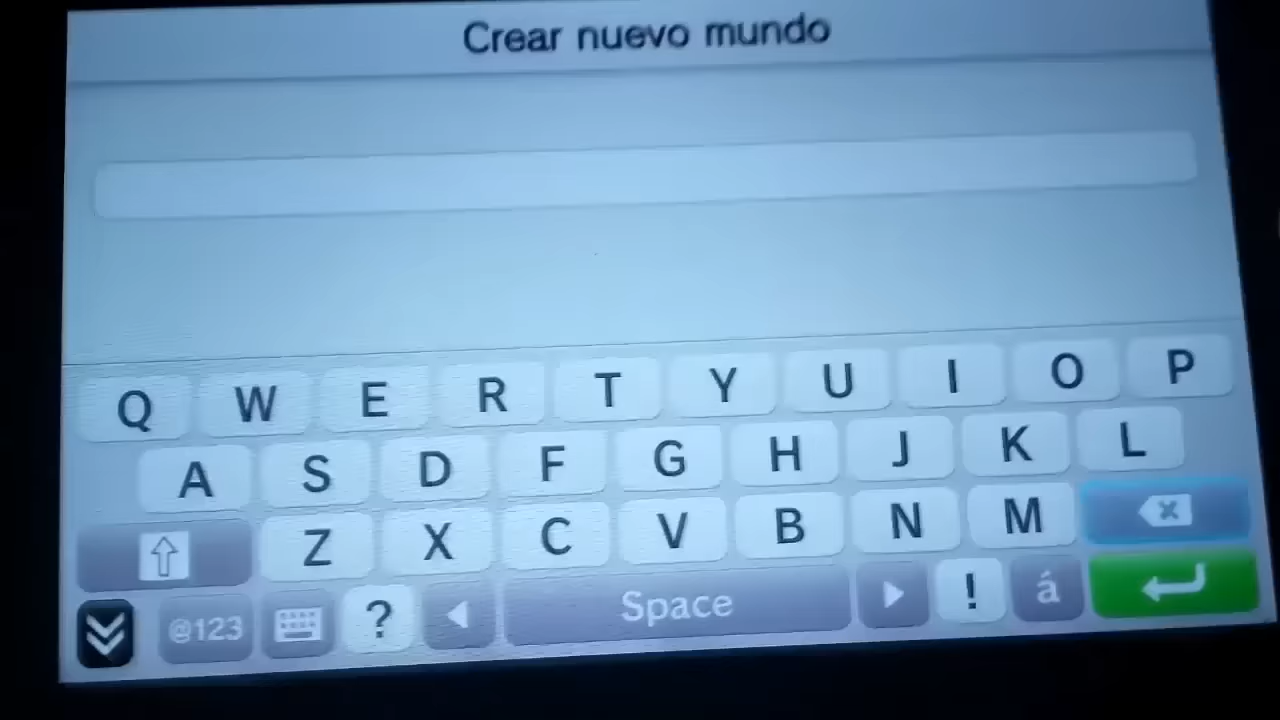 Crear nuevo mundo
Q W E R T Y U I O P
A S D F G H J K L
Z X C V B N M
@123 ? Space ! á